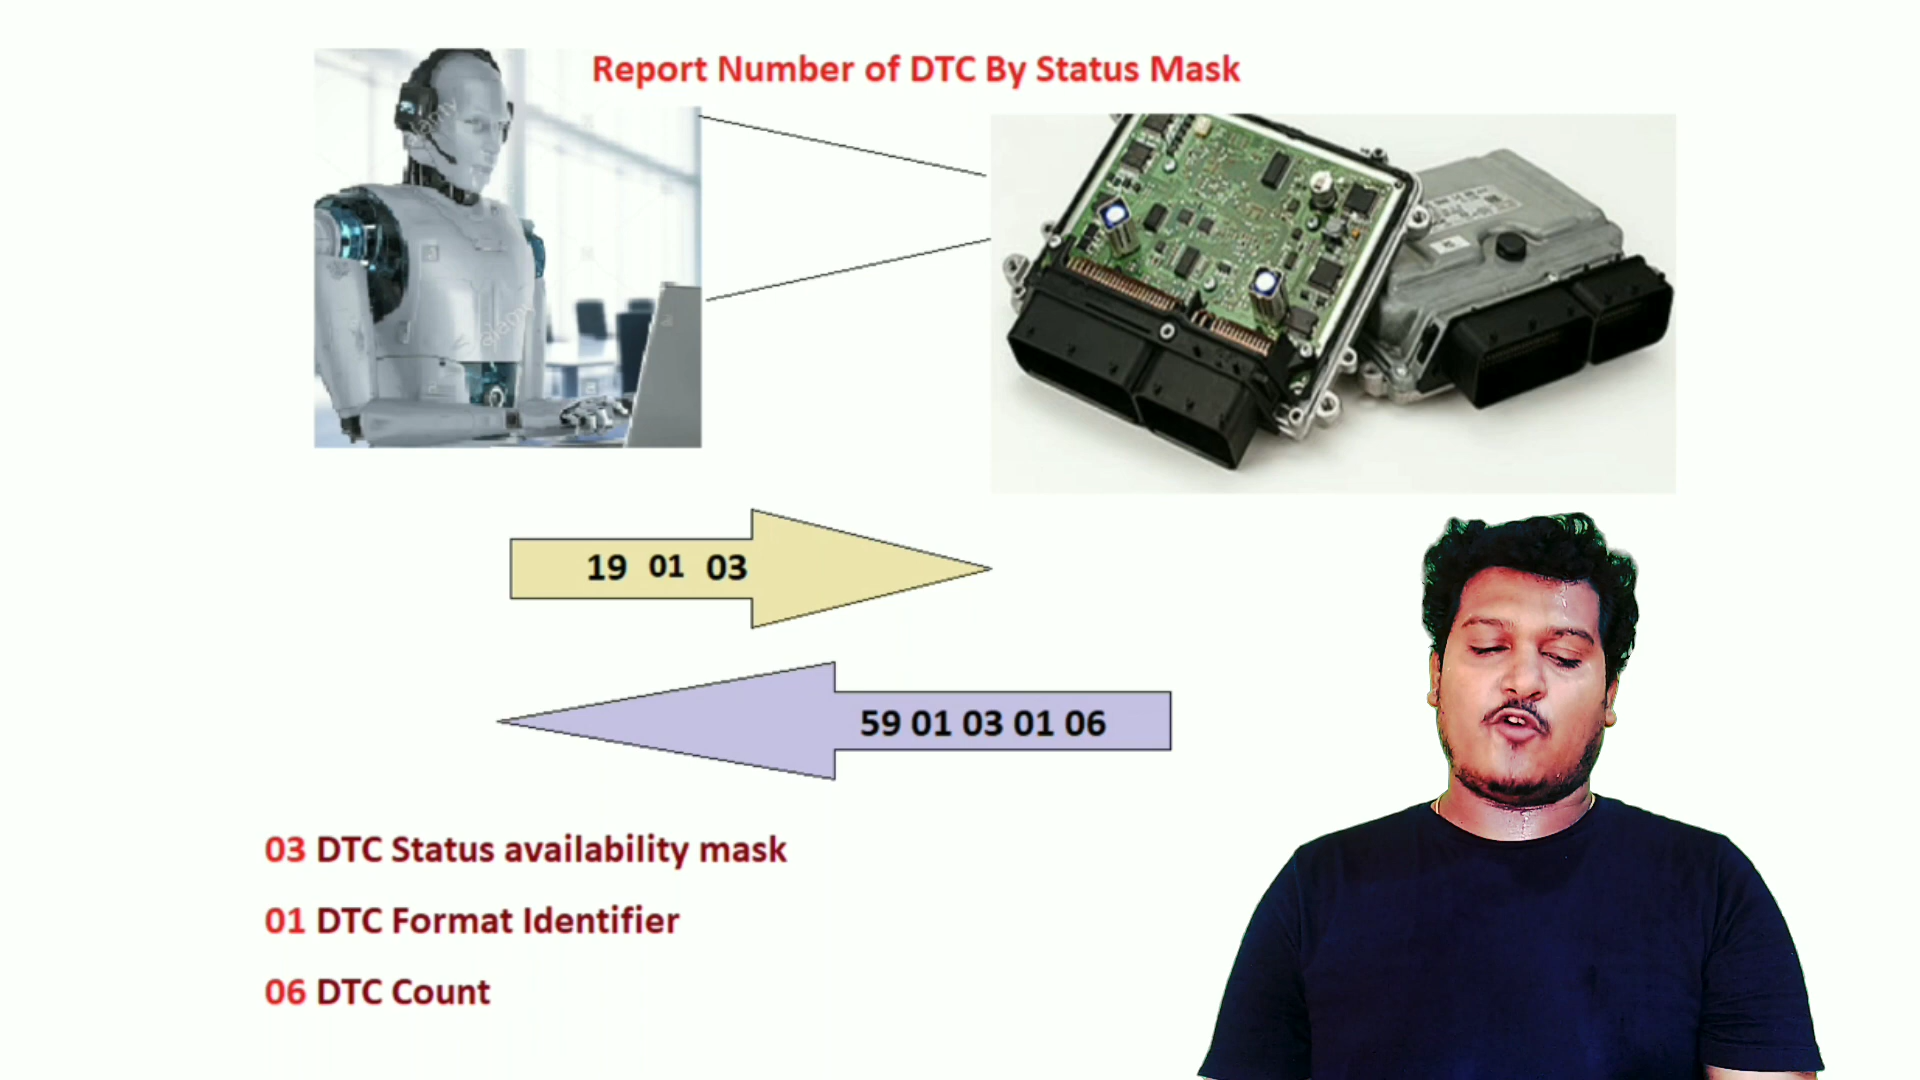 Report Number of DTC By Status Mask
19 01 03
59 01 03 01 06
03 DTC Status availability mask
01 DTC Format Identifier
06 DTC Count